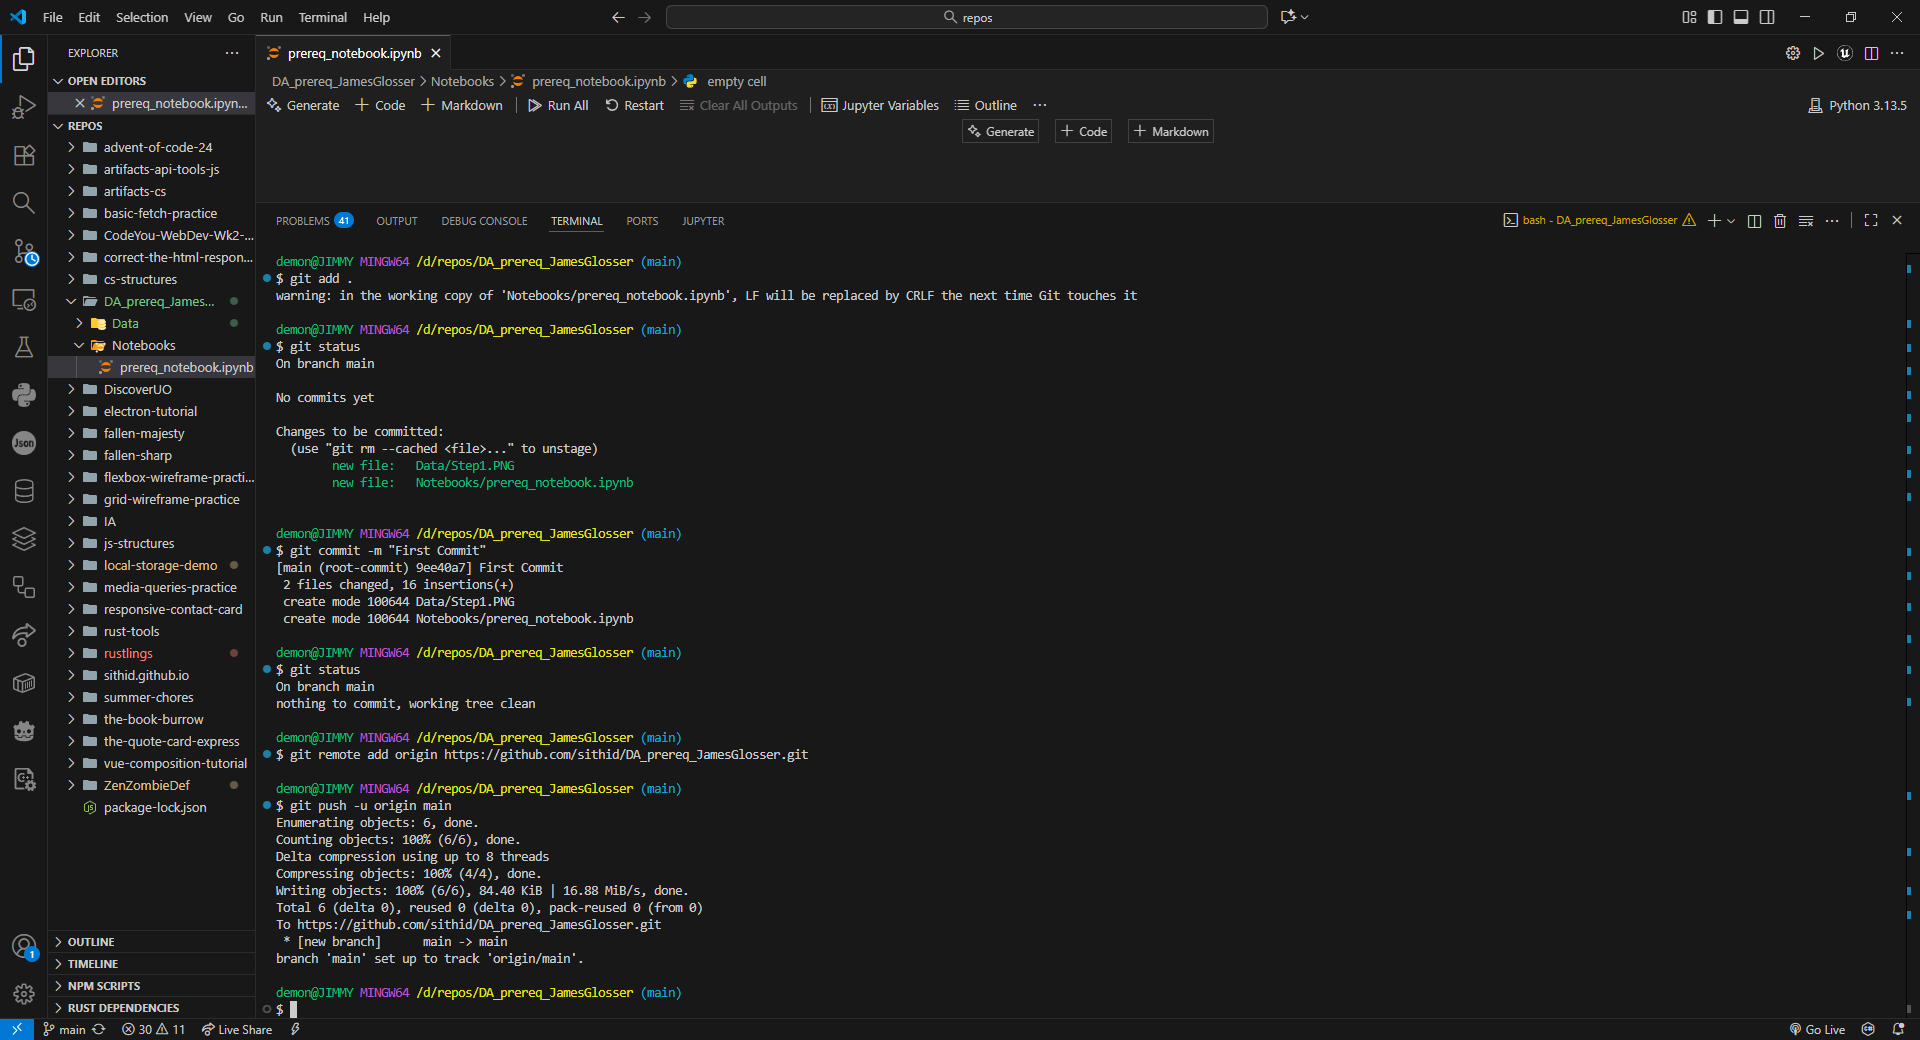 File Edit Selection View Go Run Terminal Help
repos
EXPLORER
OPEN EDITORS
prereq_notebook.ipyn...
REPOS
advent-of-code-24
artifacts-api-tools-js
artifacts-cs
basic-fetch-practice
CodeYou-WebDev-Wk2-...
correct-the-html-respon...
cs-structures
DA_prereq_James...
Data
Notebooks
prereq_notebook.ipynb
DiscoverUO
electron-tutorial
fallen-majesty
fallen-sharp
flexbox-wireframe-practi...
grid-wireframe-practice
IA
js-structures
local-storage-demo
media-queries-practice
responsive-contact-card
rust-tools
rustlings
sithid.github.io
summer-chores
the-book-burrow
the-quote-card-express
vue-composition-tutorial
ZenZombieDef
package-lock.json
OUTLINE
TIMELINE
NPM SCRIPTS
RUST DEPENDENCIES
Json
1
prereq_notebook.ipynb
DA_prereq_JamesGlosser > Notebooks > prereq_notebook.ipynb > empty cell
Generate + Code + Markdown Run All Restart Clear All Outputs Jupyter Variables Outline ... Python 3.13.5
Generate + Code + Markdown
PROBLEMS 41 OUTPUT DEBUG CONSOLE TERMINAL PORTS JUPYTER bash - DA_prereq_JamesGlosser
demon@JIMMY MINGW64 /d/repos/DA_prereq_JamesGlosser (main)
$ git add .
warning: in the working copy of 'Notebooks/prereq_notebook.ipynb', LF will be replaced by CRLF the next time Git touches it
demon@JIMMY MINGW64 /d/repos/DA_prereq_JamesGlosser (main)
$ git status
On branch main
No commits yet
Changes to be committed:
(use "git rm --cached <file>..." to unstage)
new file: Data/Step1.PNG
new file: Notebooks/prereq_notebook.ipynb
demon@JIMMY MINGW64 /d/repos/DA_prereq_JamesGlosser (main)
$ git commit -m "First Commit"
[main (root-commit) 9ee40a7] First Commit
2 files changed, 16 insertions(+)
create mode 100644 Data/Step1.PNG
create mode 100644 Notebooks/prereq_notebook.ipynb
demon@JIMMY MINGW64 /d/repos/DA_prereq_JamesGlosser (main)
$ git status
On branch main
nothing to commit, working tree clean
demon@JIMMY MINGW64 /d/repos/DA_prereq_JamesGlosser (main)
$ git remote add origin https://github.com/sithid/DA_prereq_JamesGlosser.git
demon@JIMMY MINGW64 /d/repos/DA_prereq_JamesGlosser (main)
$ git push -u origin main
Enumerating objects: 6, done.
Counting objects: 100% (6/6), done.
Delta compression using up to 8 threads
Compressing objects: 100% (4/4), done.
Writing objects: 100% (6/6), 84.40 KiB | 16.88 MiB/s, done.
Total 6 (delta 0), reused 0 (delta 0), pack-reused 0 (from 0)
To https://github.com/sithid/DA_prereq_JamesGlosser.git
* [new branch] main -> main
branch 'main' set up to track 'origin/main'.
demon@JIMMY MINGW64 /d/repos/DA_prereq_JamesGlosser (main)
$
main 30 11 Live Share Go Live